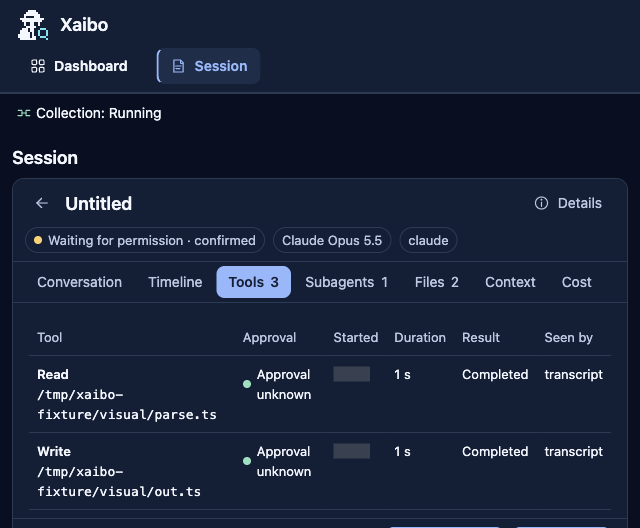 Xaibo
Dashboard
Session
Collection: Running
Session
Untitled
Details
Waiting for permission · confirmed
Claude Opus 5.5
claude
Conversation
Timeline
Tools 3
Subagents 1
Files 2
Context
Cost
Tool
Approval
Started
Duration
Result
Seen by
Read
/tmp/xaibo-
fixture/visual/parse.ts
Approval
unknown
1 s
Completed
transcript
Write
/tmp/xaibo-
fixture/visual/out.ts
Approval
unknown
1 s
Completed
transcript